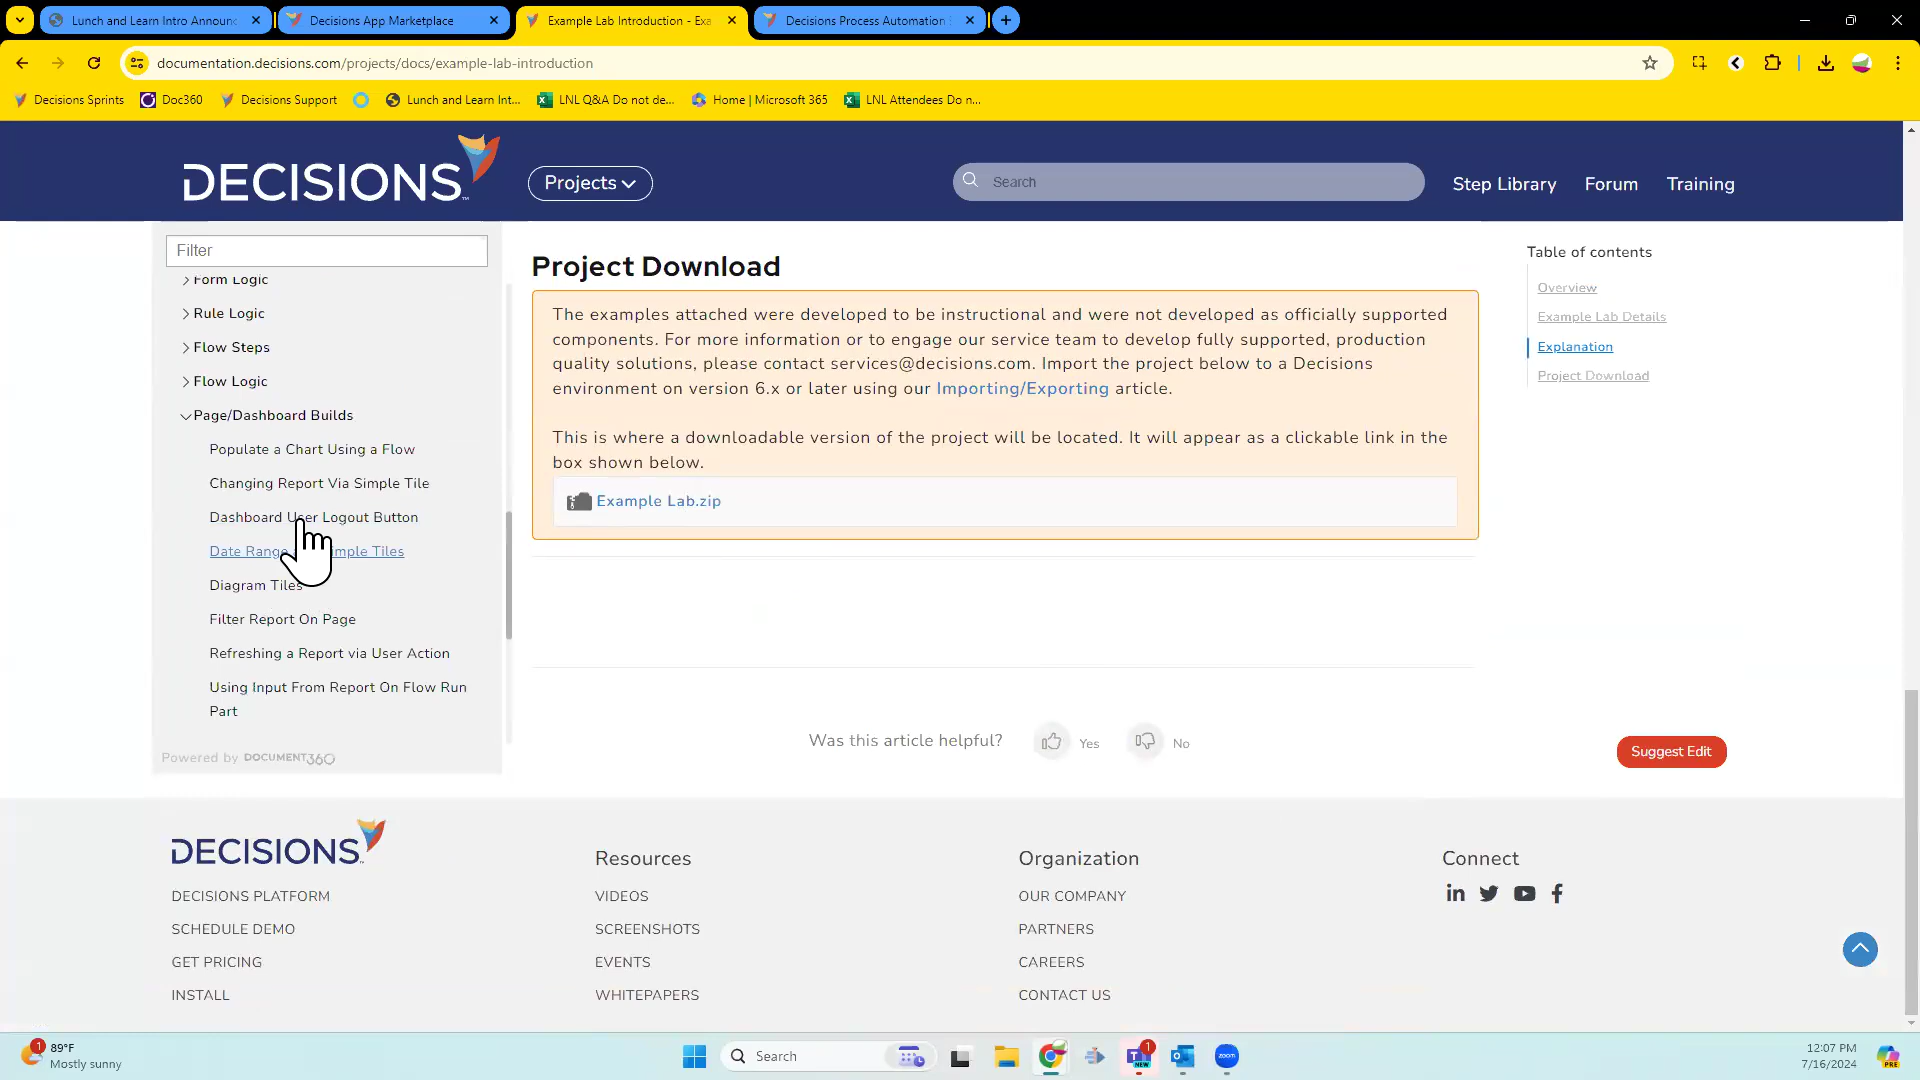 Lunch and Learn Intro Announc
Decisions App Marketplace
Example Lab Introduction - Exa
Decisions Process Automation S
documentation.decisions.com/projects/docs/example-lab-introduction
Decisions Sprints
Doc360
Decisions Support
Lunch and Learn Int...
LNL Q&A Do not de...
Home | Microsoft 365
LNL Attendees Do n...
DECISIONS
Projects
Search
Step Library
Forum
Training
Filter
Form Logic
Rule Logic
Flow Steps
Flow Logic
Page/Dashboard Builds
Populate a Chart Using a Flow
Changing Report Via Simple Tile
Dashboard User Logout Button
Date Range imple Tiles
Diagram Tiles
Filter Report On Page
Refreshing a Report via User Action
Using Input From Report On Flow Run
Part
Powered by DOCUMENT360
Project Download
The examples attached were developed to be instructional and were not developed as officially supported
components. For more information or to engage our service team to develop fully supported, production
quality solutions, please contact services@decisions.com. Import the project below to a Decisions
environment on version 6.x or later using our Importing/Exporting article.
This is where a downloadable version of the project will be located. It will appear as a clickable link in the
box shown below.
Example Lab.zip
Was this article helpful?
Yes
No
Suggest Edit
Table of contents
Overview
Example Lab Details
Explanation
Project Download
DECISIONS
DECISIONS PLATFORM
SCHEDULE DEMO
GET PRICING
INSTALL
Resources
VIDEOS
SCREENSHOTS
EVENTS
WHITEPAPERS
Organization
OUR COMPANY
PARTNERS
CAREERS
CONTACT US
Connect
1
89°F
Mostly sunny
Search
1
NEW
zoom
PRE
12:07 PM
7/16/2024